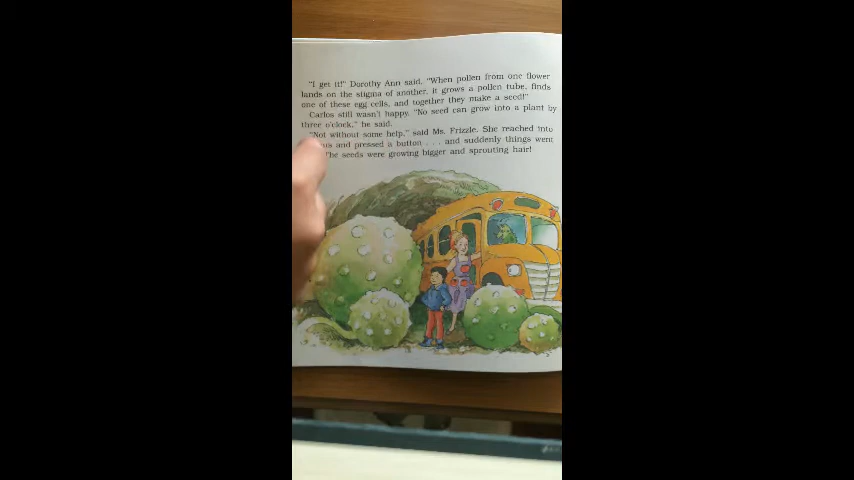 "I get it!" Dorothy Ann said. "When pollen from one flower
lands on the stigma of another, it grows a pollen tube, finds
one of these egg cells, and together they make a seed!"
Carlos still wasn't happy. "No seed can grow into a plant by
three o'clock," he said.
"Not without some help," said Ms. Frizzle. She reached into
and pressed a button . . . and suddenly things went
The seeds were growing bigger and sprouting hair!